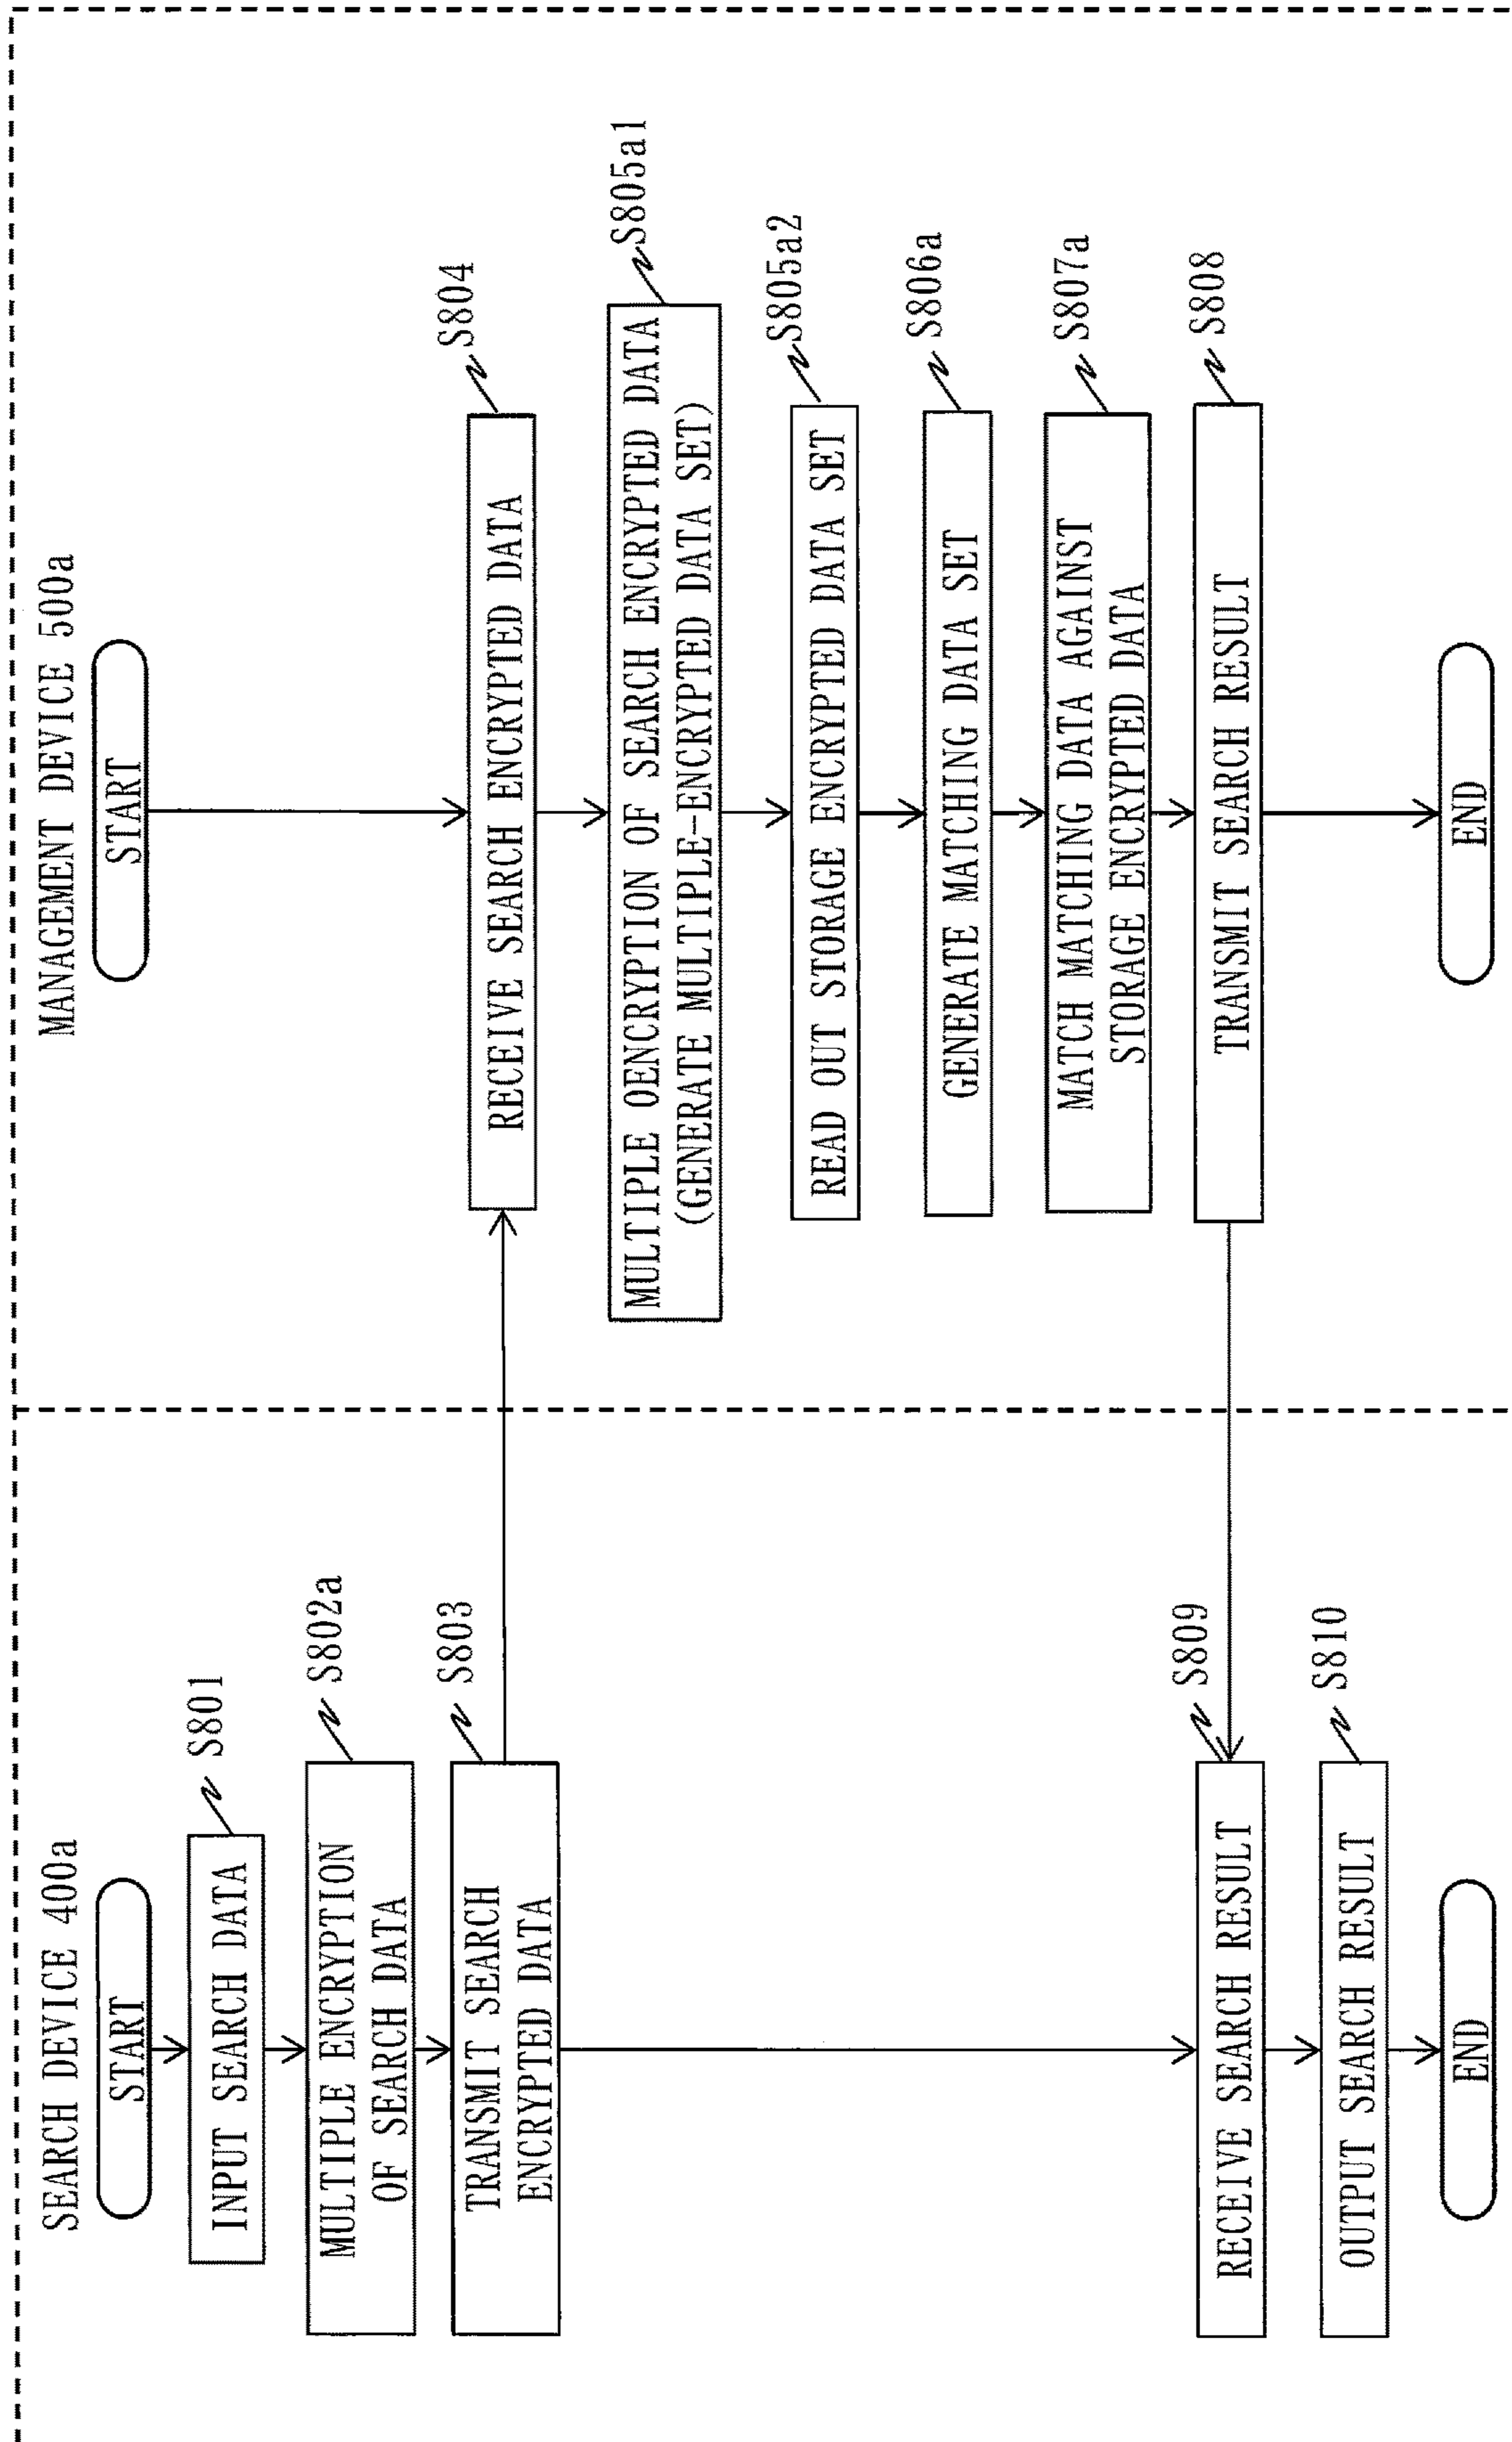 SEARCH DEVICE 400a
START
INPUT SEARCH DATA
S801
MULTIPLE ENCRYPTION
OF SEARCH DATA
S802a
TRANSMIT SEARCH
ENCRYPTED DATA
S803
RECEIVE SEARCH RESULT
S809
OUTPUT SEARCH RESULT
S810
END
MANAGEMENT DEVICE 500a
START
RECEIVE SEARCH ENCRYPTED DATA
S804
MULTIPLE OENCRYPTION OF SEARCH ENCRYPTED DATA
(GENERATE MULTIPLE-ENCRYPTED DATA SET)
S805a1
READ OUT STORAGE ENCRYPTED DATA SET
S805a2
GENERATE MATCHING DATA SET
S806a
MATCH MATCHING DATA AGAINST
STORAGE ENCRYPTED DATA
S807a
TRANSMIT SEARCH RESULT
S808
END